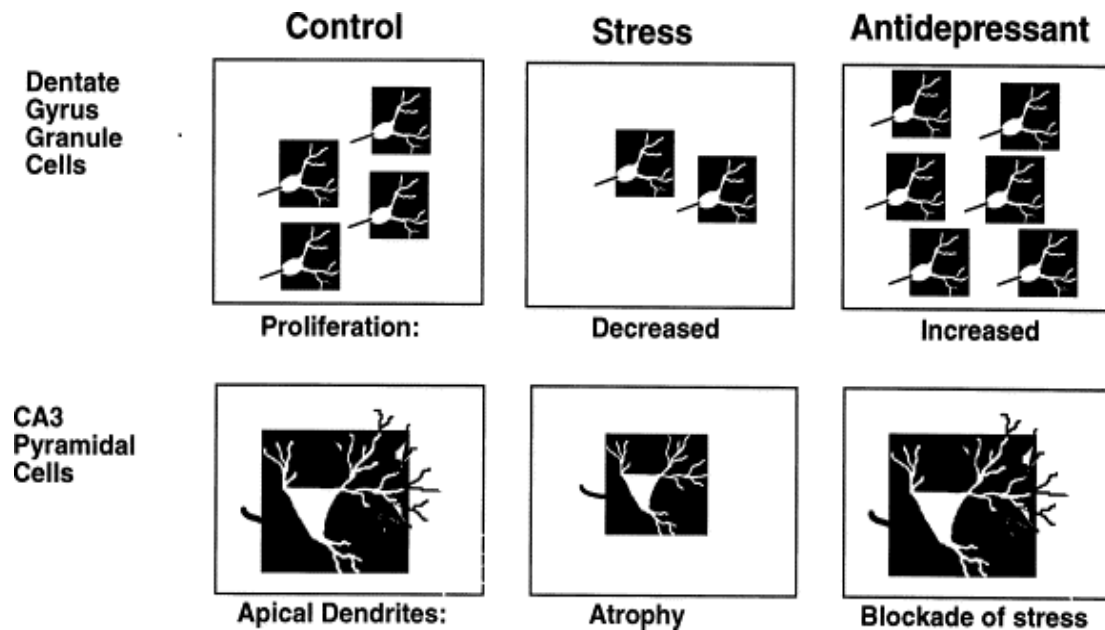 Control Stress Antidepressant
Dentate
Gyrus
Granule
Cells
Proliferation: Decreased Increased
CA3
Pyramidal
Cells
Apical Dendrites: Atrophy Blockade of stress